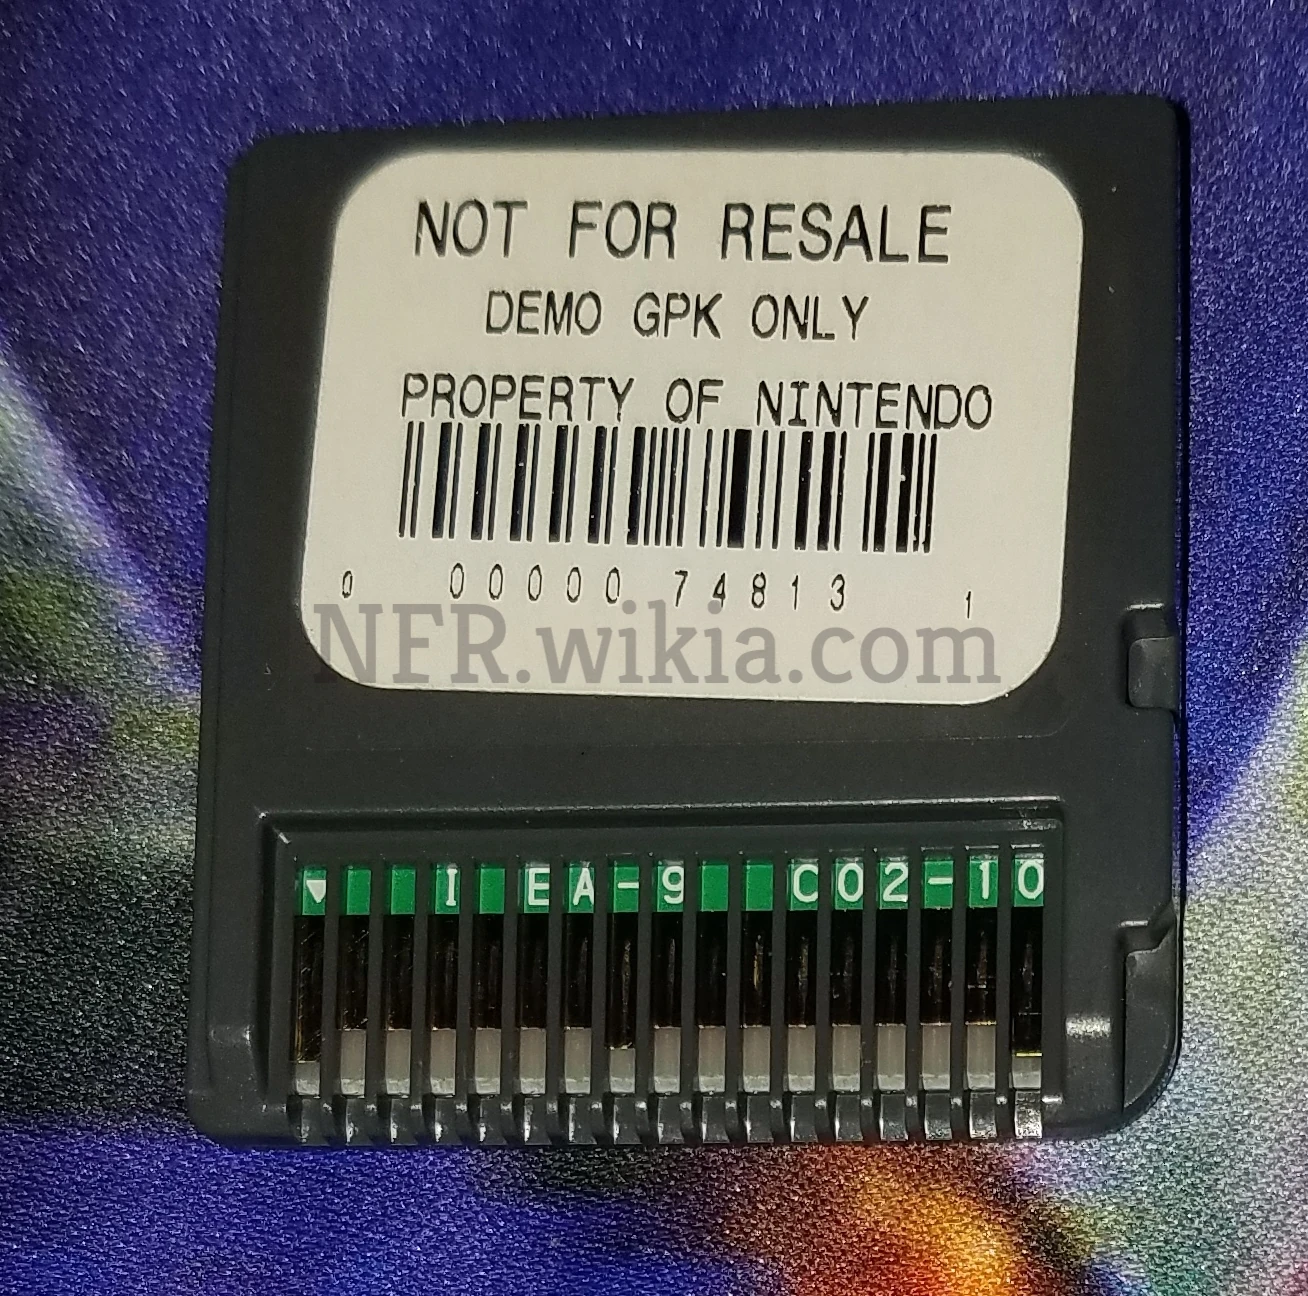 NOT FOR RESALE
DEMO GPK ONLY
PROPERTY OF NINTENDO
0 00000 74813 1
NFR.wikia.com
▼ I EA-9 C02-10